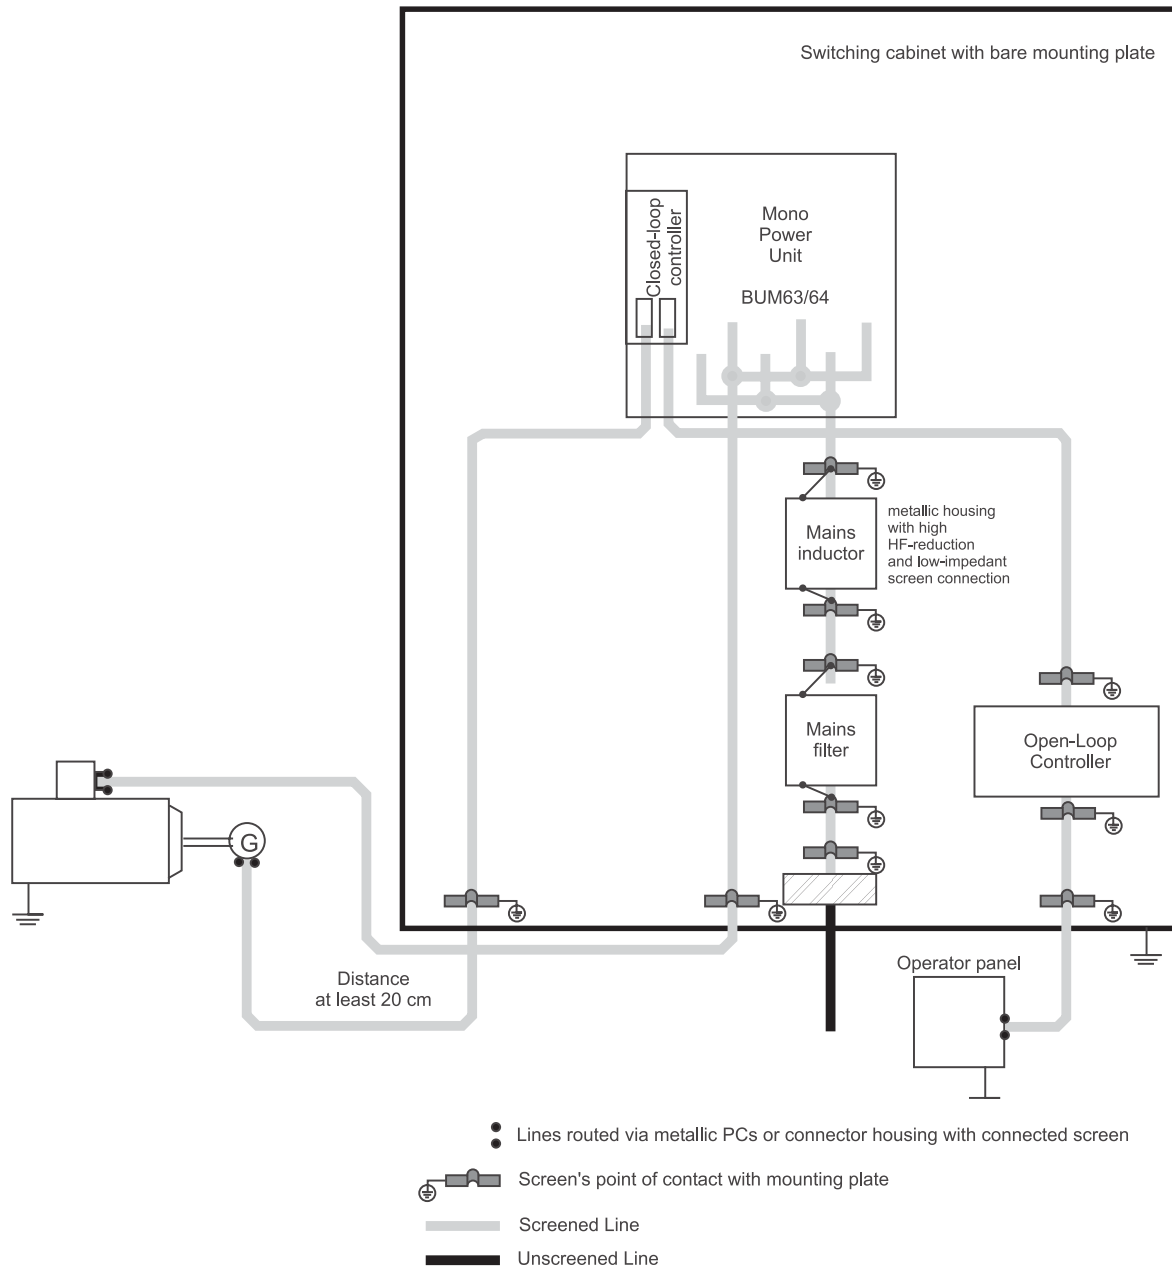 Switching cabinet with bare mounting plate
Closed-loop
controller
Mono
Power
Unit
BUM63/64
Mains
inductor
metallic housing
with high
HF-reduction
and low-impedant
screen connection
Mains
filter
Open-Loop
Controller
G
Distance
at least 20 cm
Operator panel
Lines routed via metallic PCs or connector housing with connected screen
Screen's point of contact with mounting plate
Screened Line
Unscreened Line